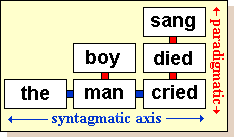 sang
boy died
the man cried
syntagmatic axis
paradigmatic